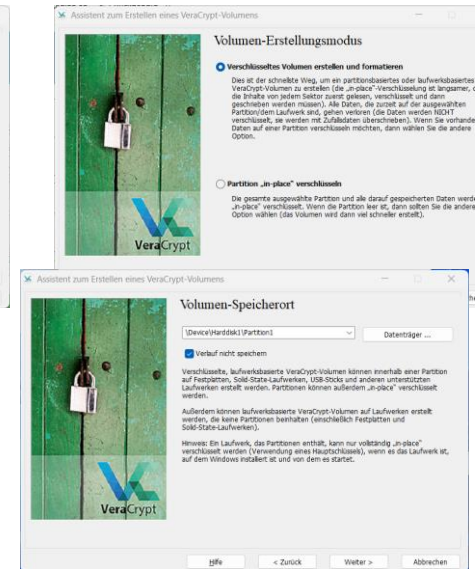 Assistent zum Erstellen eines VeraCrypt-Volumens
Volumen-Erstellungsmodus
Verschlüsseltes Volumen erstellen und formatieren
Dies ist der schnellste Weg, um ein partitionsbasiertes oder laufwerkbasiertes
VeraCrypt-Volumen zu erstellen (die „in-place"-Verschlüsselung ist langsamer, d
die Inhalte von jedem Sektor zuerst gelesen, verschlüsselt und dann
geschrieben werden müssen). Alle Daten, die zurzeit auf der ausgewählten
Partition/dem Laufwerk sind, gehen verloren (die Daten werden NICHT
verschlüsselt, sie werden mit Zufallsdaten überschrieben). Wenn Sie vorhande
Daten auf einer Partition verschlüsseln möchten, dann wählen Sie die andere
Option.
Partition „in-place" verschlüsseln
Die gesamte ausgewählte Partition und alle darauf gespeicherten Daten werde
„in-place" verschlüsselt. Wenn die Partition leer ist, dann sollten Sie die andere
Option wählen (das Volumen wird dann viel schneller erstellt).
VeraCrypt
Assistent zum Erstellen eines VeraCrypt-Volumens
Volumen-Speicherort
\Device\Harddisk1\Partition1
Datenträger ...
Verlauf nicht speichern
Verschlüsselte, laufwerksbasierte VeraCrypt-Volumen können innerhalb einer Partition
auf Festplatten, Solid-State-Laufwerken, USB-Sticks und anderen unterstützten
Laufwerken erstellt werden. Partitionen können außerdem „in-place" verschlüsselt
werden.
Außerdem können laufwerksbasierte VeraCrypt-Volumen auf Laufwerken erstellt
werden, die keine Partitionen beinhalten (einschließlich Festplatten und
Solid-State-Laufwerken).
Hinweis: Ein Laufwerk, das Partitionen enthält, kann nur vollständig „in-place"
verschlüsselt werden (Verwendung eines Hauptschlüssels), wenn es das Laufwerk ist,
auf dem Windows installiert ist und von dem es startet.
VeraCrypt
Hilfe
< Zurück
Weiter >
Abbrechen